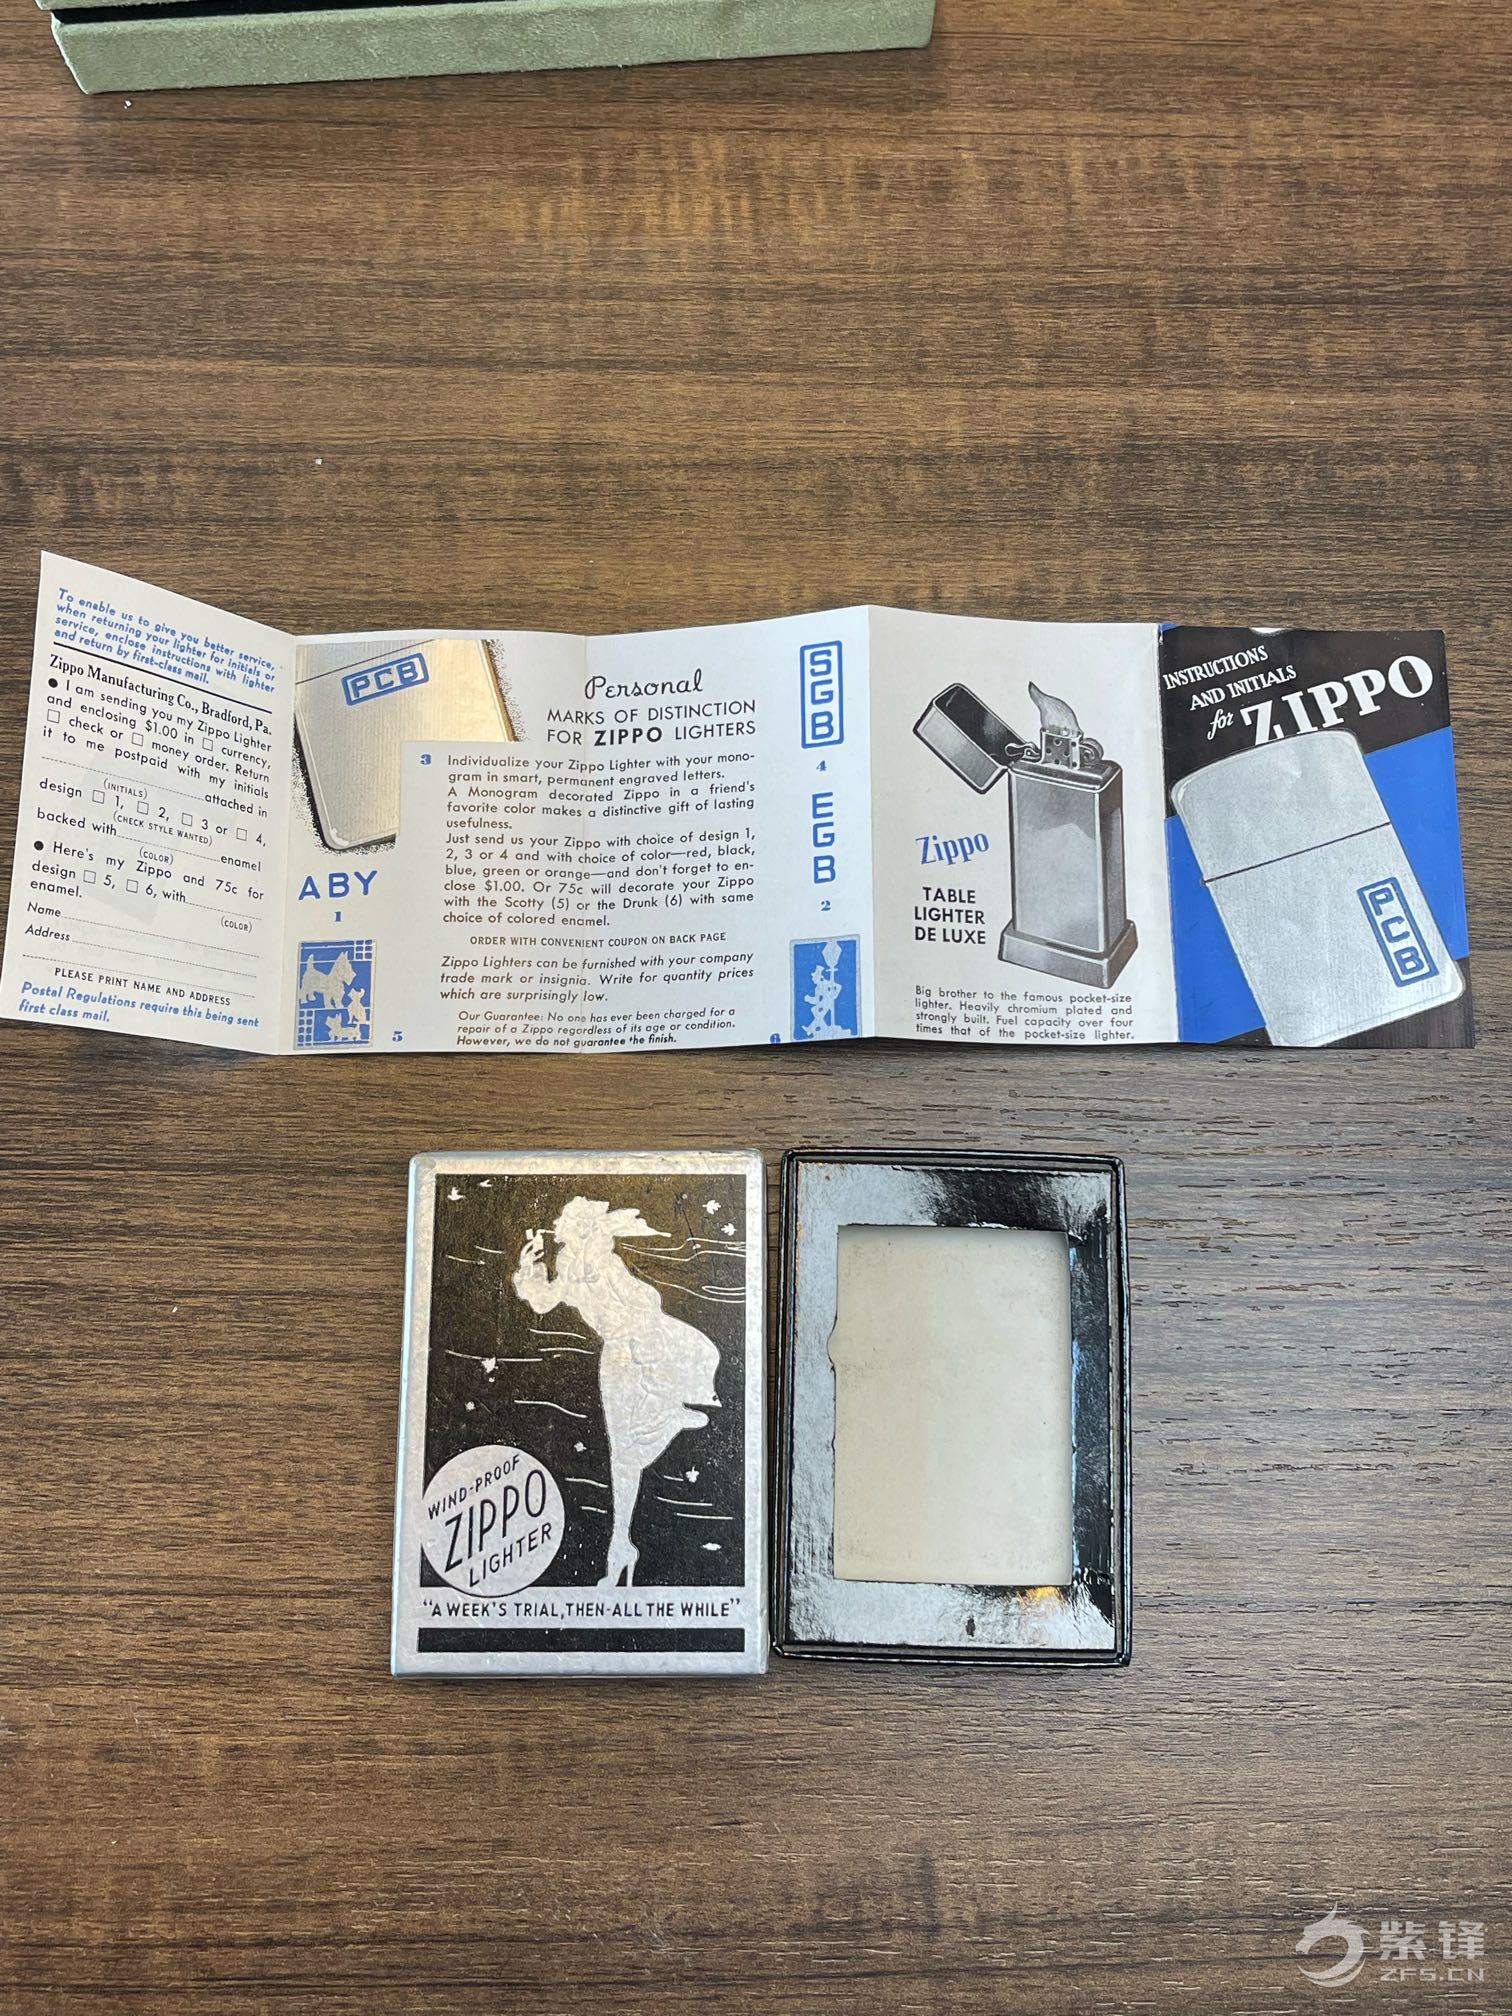 To enable us to give you better service,
when returning your lighter for initials or
service, enclose instructions with lighter
and return by first-class mail.
Zippo Manufacturing Co., Bradford, Pa.
● I am sending you my Zippo Lighter
and enclosing $1.00 in □ currency,
□ check or □ money order. Return
it to me postpaid with my initials
attached in
(INITIALS)
design □ 1, □ 2, □ 3 or □ 4,
(CHECK STYLE WANTED)
backed with enamel
(COLOR)
● Here's my Zippo and 75c for
design □ 5, □ 6, with
(COLOR)
enamel.
Name
Address
PLEASE PRINT NAME AND ADDRESS
Postal Regulations require this being sent
first class mail.
PCB
ABY
1
5
Personal
MARKS OF DISTINCTION
FOR ZIPPO LIGHTERS
3
Individualize your Zippo Lighter with your mono-
gram in smart, permanent engraved letters.
A Monogram decorated Zippo in a friend's
favorite color makes a distinctive gift of lasting
usefulness.
Just send us your Zippo with choice of design 1,
2, 3 or 4 and with choice of color—red, black,
blue, green or orange—and don't forget to en-
close $1.00. Or 75c will decorate your Zippo
with the Scotty (5) or the Drunk (6) with same
choice of colored enamel.
ORDER WITH CONVENIENT COUPON ON BACK PAGE
Zippo Lighters can be furnished with your company
trade mark or insignia. Write for quantity prices
which are surprisingly low.
Our Guarantee: No one has ever been charged for a
repair of a Zippo regardless of its age or condition.
However, we do not guarantee the finish.
SGB
4
EGB
2
6
Zippo
TABLE
LIGHTER
DE LUXE
Big brother to the famous pocket-size
lighter. Heavily chromium plated and
strongly built. Fuel capacity over four
times that of the pocket-size lighter.
INSTRUCTIONS
AND INITIALS
for ZIPPO
PCB
WIND-PROOF
ZIPPO
LIGHTER
"A WEEK'S TRIAL, THEN-ALL THE WHILE"
紫锋
ZFS.CN